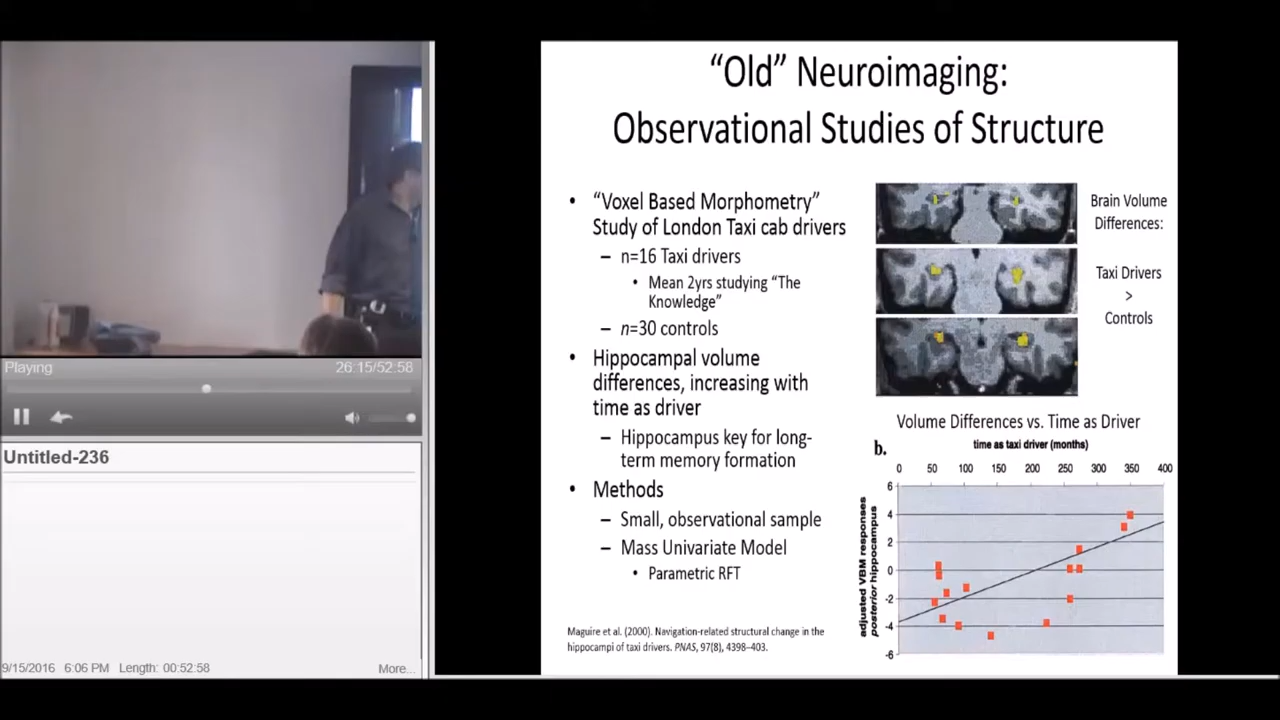 “Old” Neuroimaging:
Observational Studies of Structure
• “Voxel Based Morphometry”
Study of London Taxi cab drivers
– n=16 Taxi drivers
• Mean 2yrs studying “The
Knowledge”
– n=30 controls
• Hippocampal volume
differences, increasing with
time as driver
– Hippocampus key for long-
term memory formation
• Methods
– Small, observational sample
– Mass Univariate Model
• Parametric RFT
Maguire et al. (2000). Navigation-related structural change in the
hippocampi of taxi drivers. PNAS, 97(8), 4398–403.
Brain Volume
Differences:
Taxi Drivers
>
Controls
Volume Differences vs. Time as Driver
b.
time as taxi driver (months)
0 50 100 150 200 250 300 350 400
6
4
2
0
-2
-4
-6
adjusted VBM responses
posterior hippocampus
Playing 26:15/52:58
Untitled-236
9/15/2016 6:06 PM Length: 00:52:58 More...